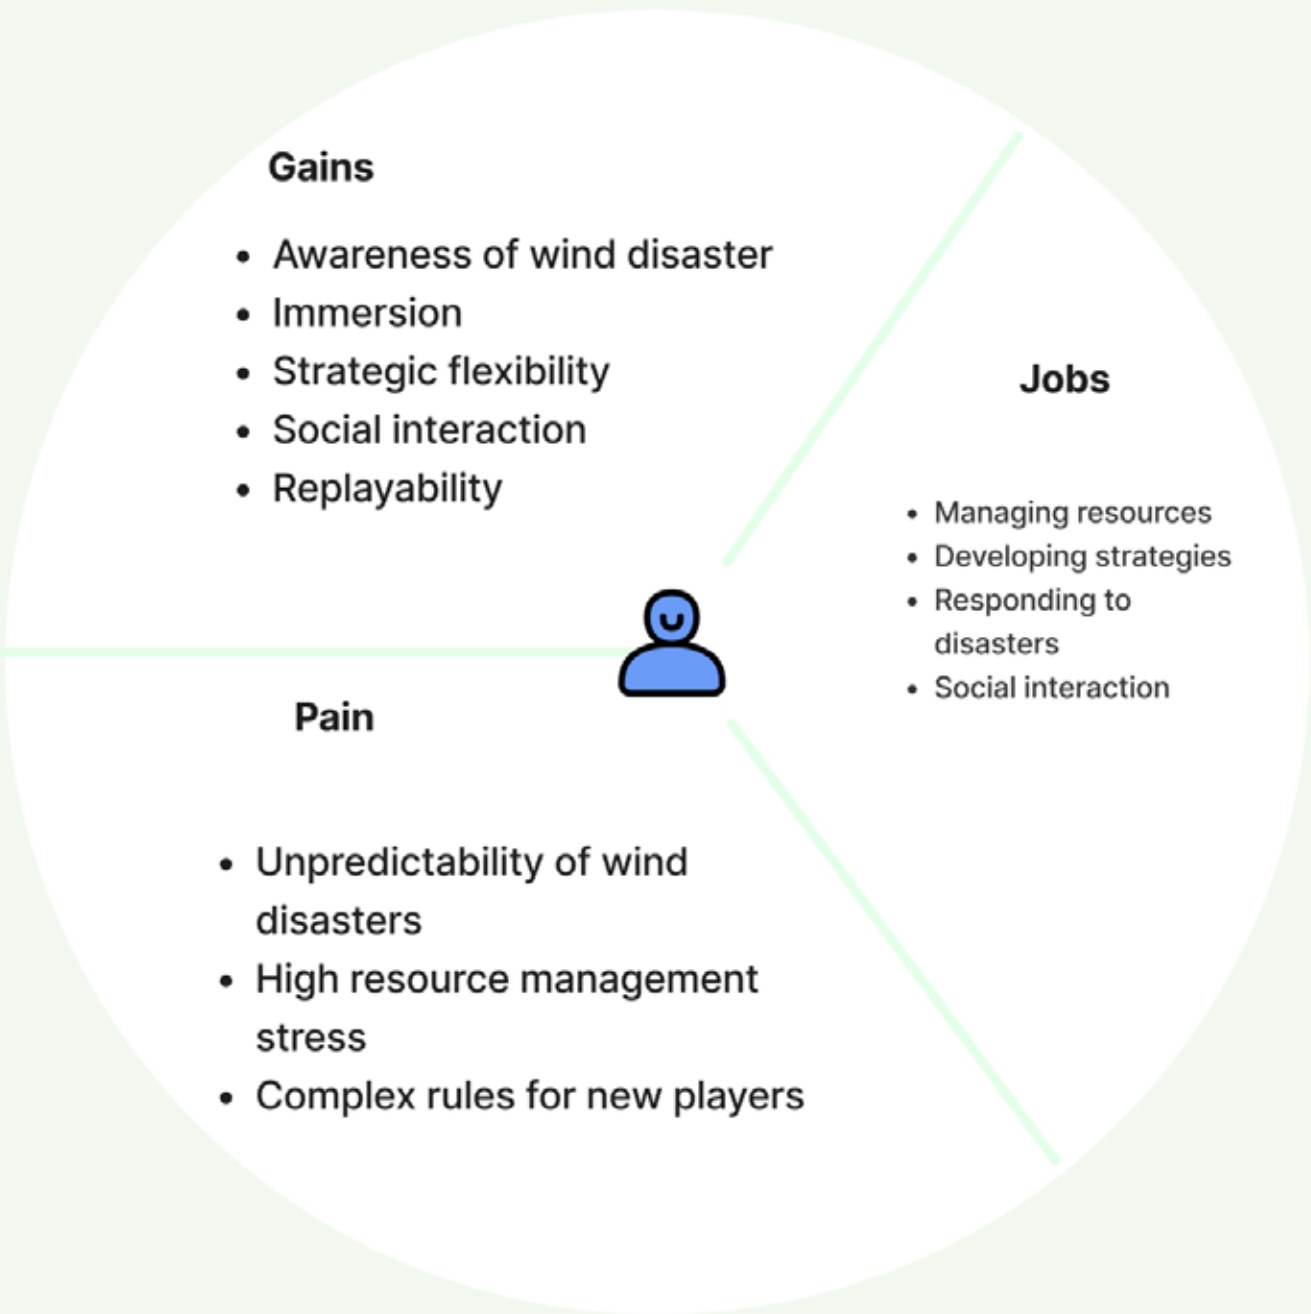 Gains
• Awareness of wind disaster
• Immersion
• Strategic flexibility
• Social interaction
• Replayability
Jobs
• Managing resources
• Developing strategies
• Responding to
disasters
• Social interaction
Pain
• Unpredictability of wind
disasters
• High resource management
stress
• Complex rules for new players